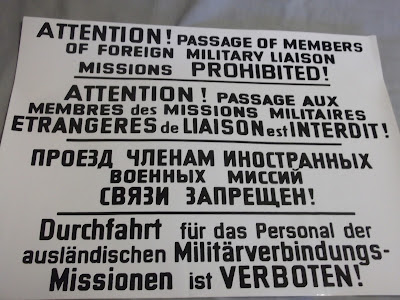 ATTENTION! PASSAGE OF MEMBERS
OF FOREIGN MILITARY LIAISON
MISSIONS PROHIBITED!
ATTENTION! PASSAGE AUX
MEMBRES des MISSIONS MILITAIRES
ETRANGERES de LIAISON est INTERDIT!
ПРОЕЗД ЧЛЕНАМ ИНОСТРАННЫХ
ВОЕННЫХ МИССИЙ
СВЯЗИ ЗАПРЕЩЕН!
Durchfahrt für das Personal der
ausländischen Militärverbindungs-
Missionen ist VERBOTEN!